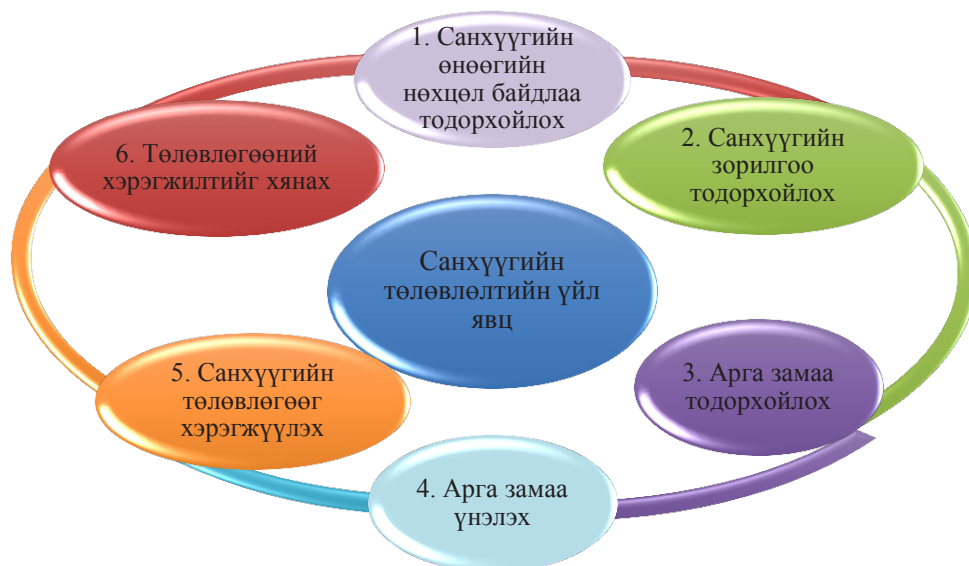 1. Санхүүгийн
өнөөгийн
нөхцөл байдлаа
тодорхойлох
2. Санхүүгийн
зорилгоо
тодорхойлох
3. Арга замаа
тодорхойлох
4. Арга замаа
үнэлэх
5. Санхүүгийн
төлөвлөгөөг
хэрэгжүүлэх
6. Төлөвлөгөөний
хэрэгжилтийг хянах
Санхүүгийн
төлөвлөлтийн үйл
явц